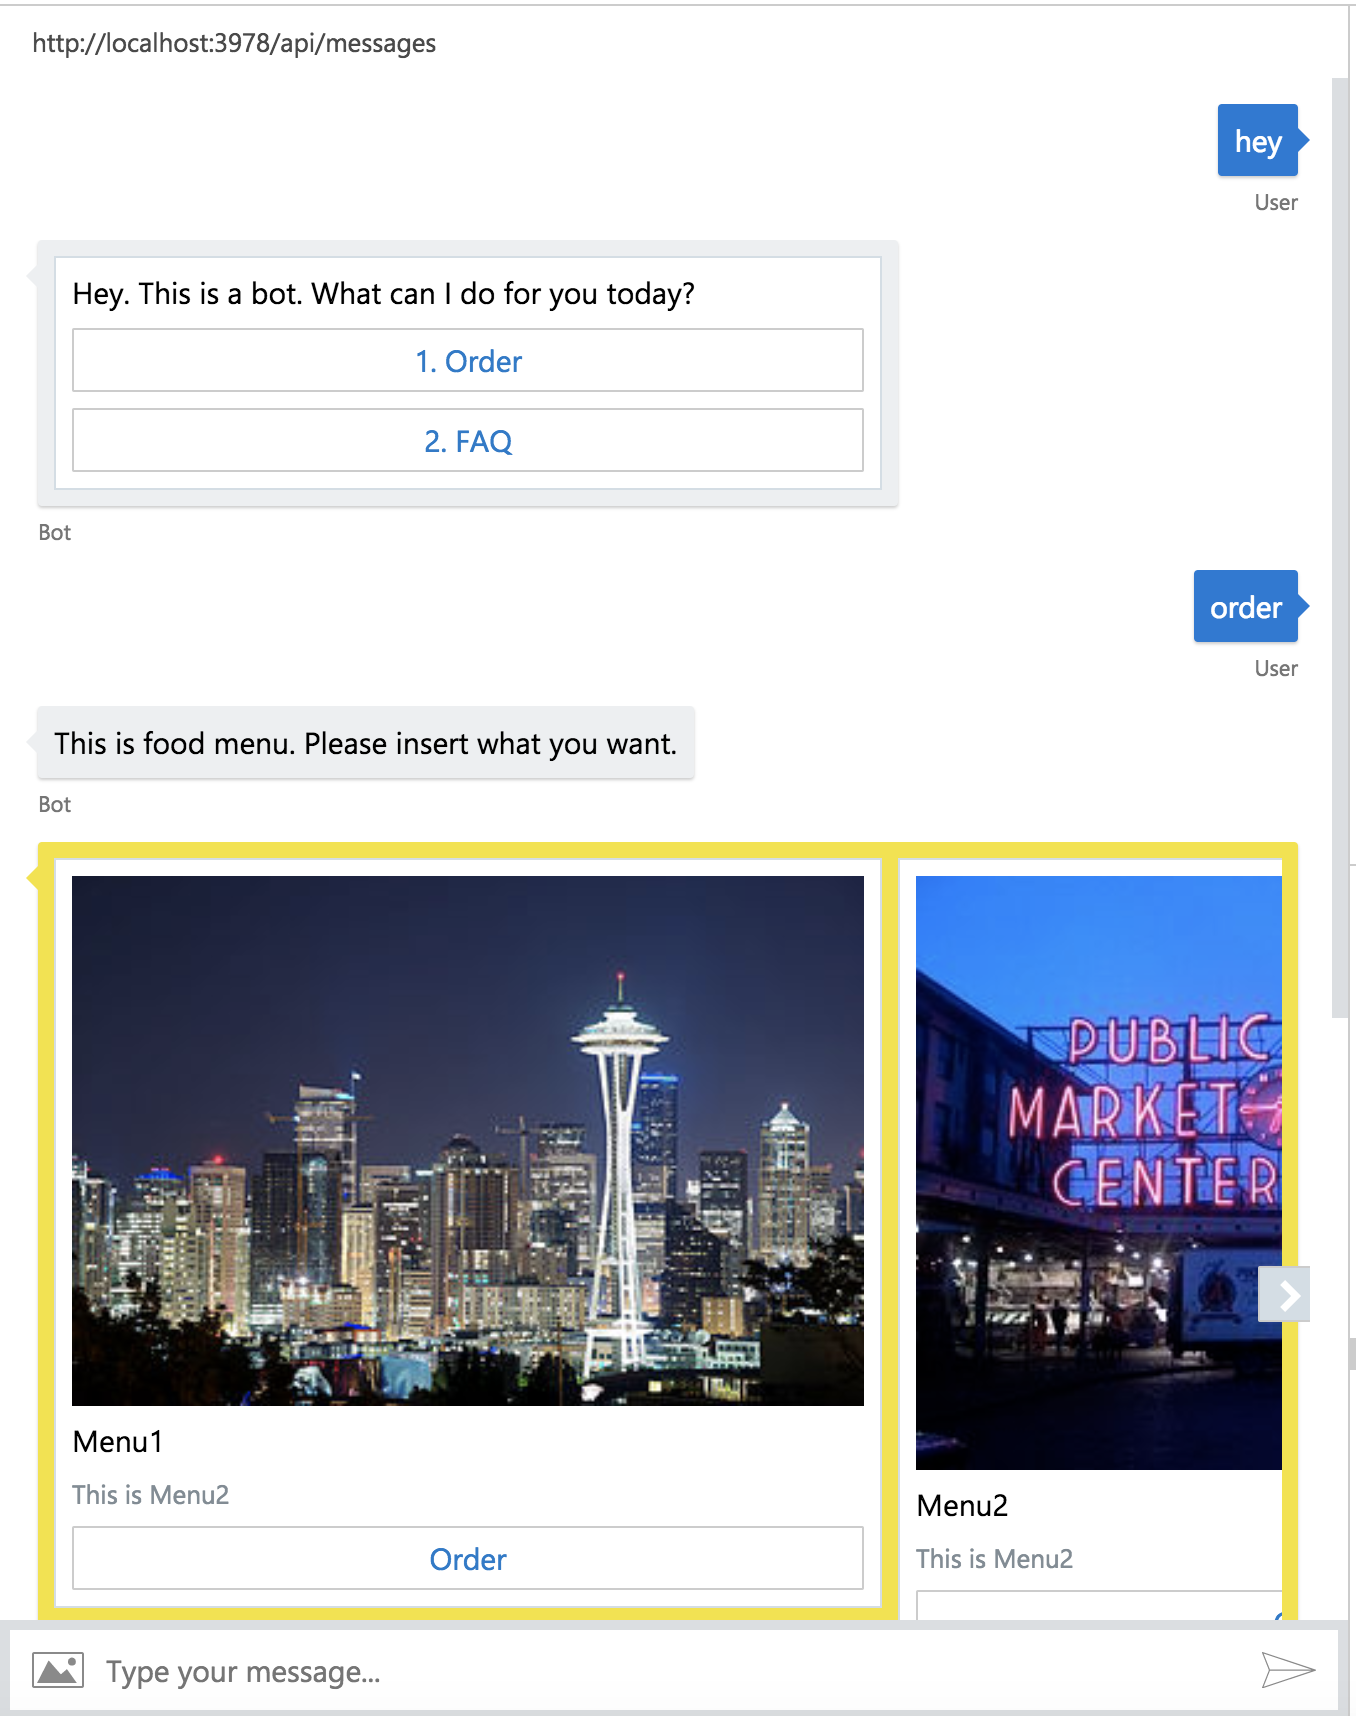 http://localhost:3978/api/messages
hey
User
Hey. This is a bot. What can I do for you today?
1. Order
2. FAQ
Bot
order
User
This is food menu. Please insert what you want.
Bot
PUBLIC
MARKET
CENTER
Menu1
This is Menu2
Order
Menu2
This is Menu2
Type your message...